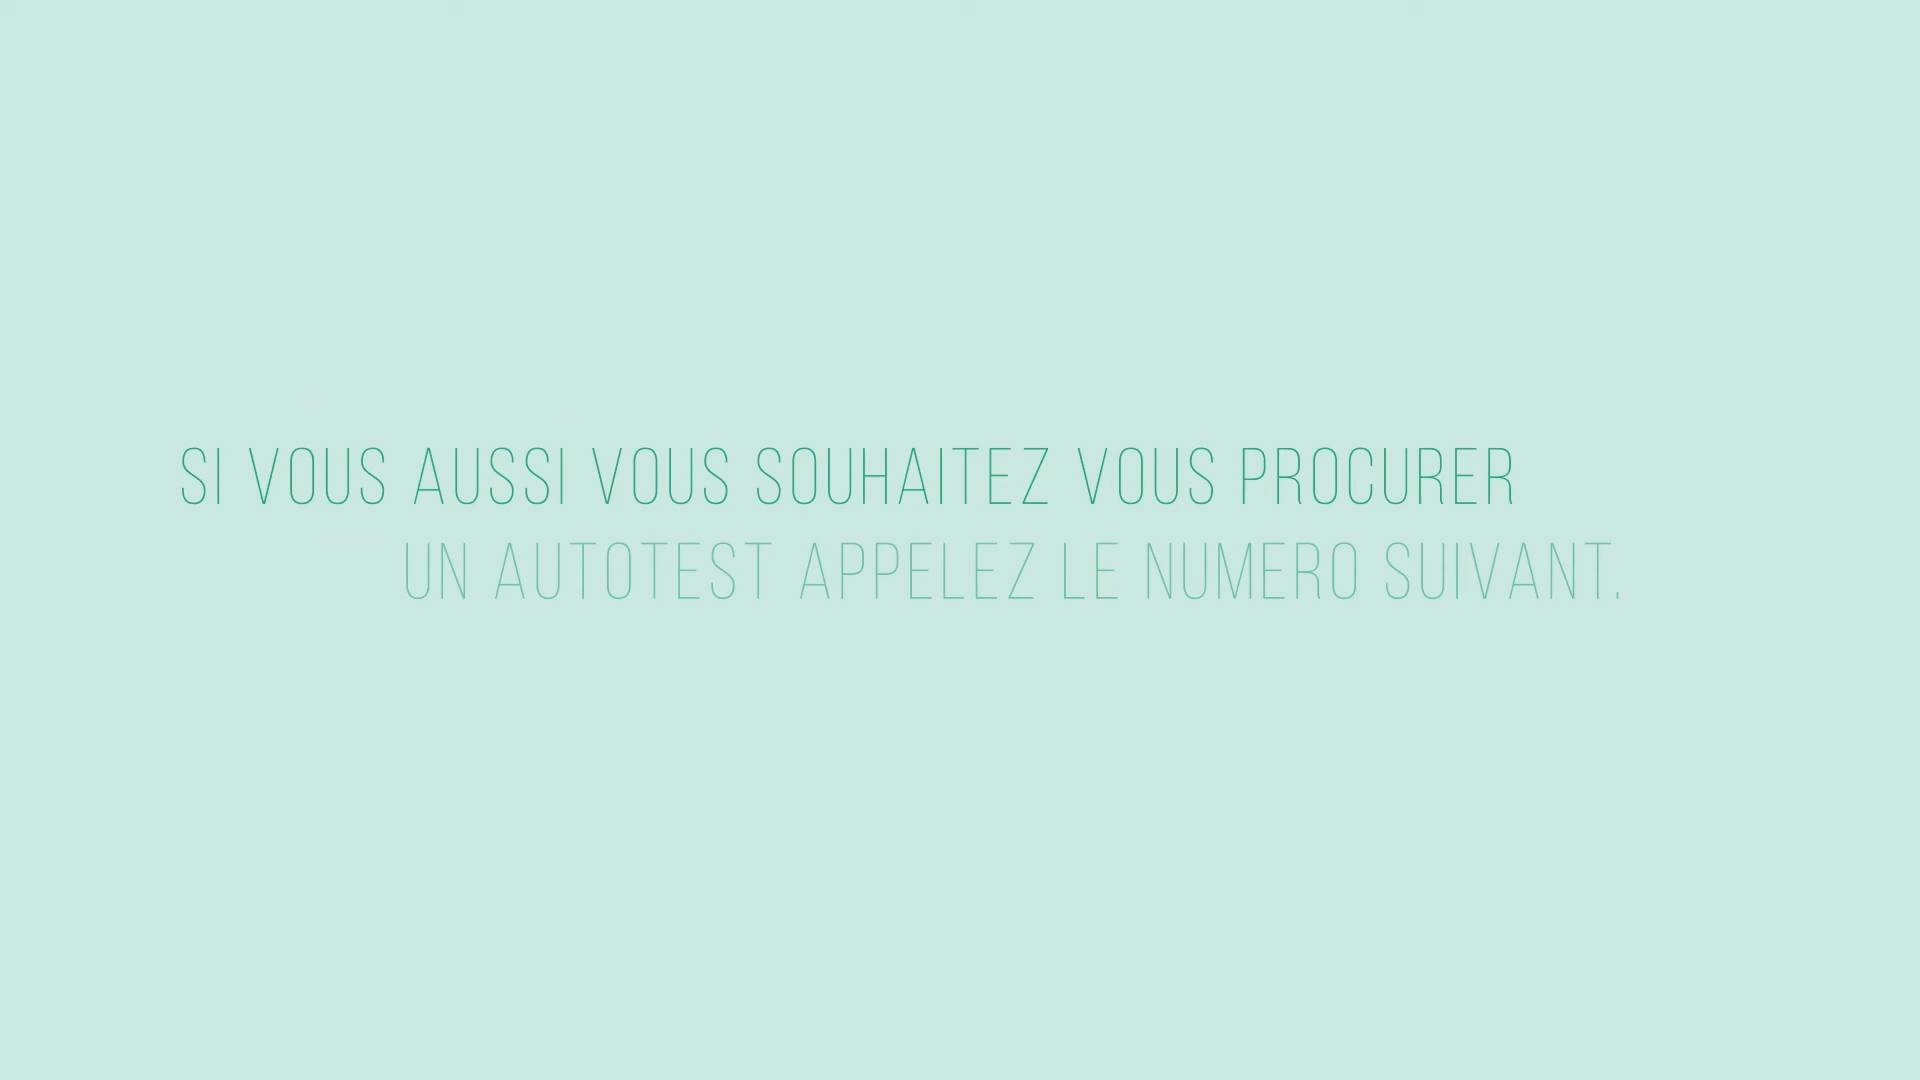 SI VOUS AUSSI VOUS SOUHAITEZ VOUS PROCURER
UN AUTOTEST APPELEZ LE NUMERO SUIVANT.